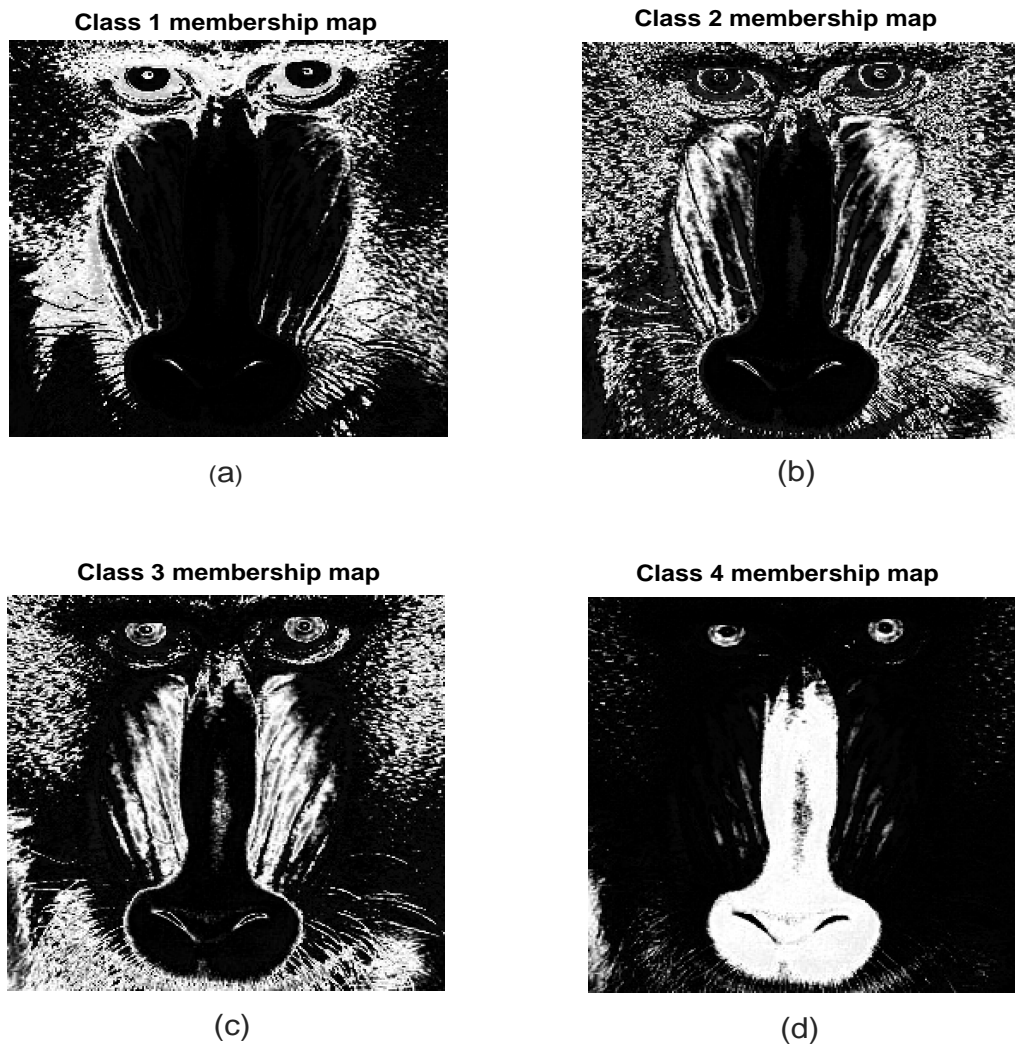 Class 1 membership map
Class 2 membership map
(a)
(b)
Class 3 membership map
Class 4 membership map
(c)
(d)